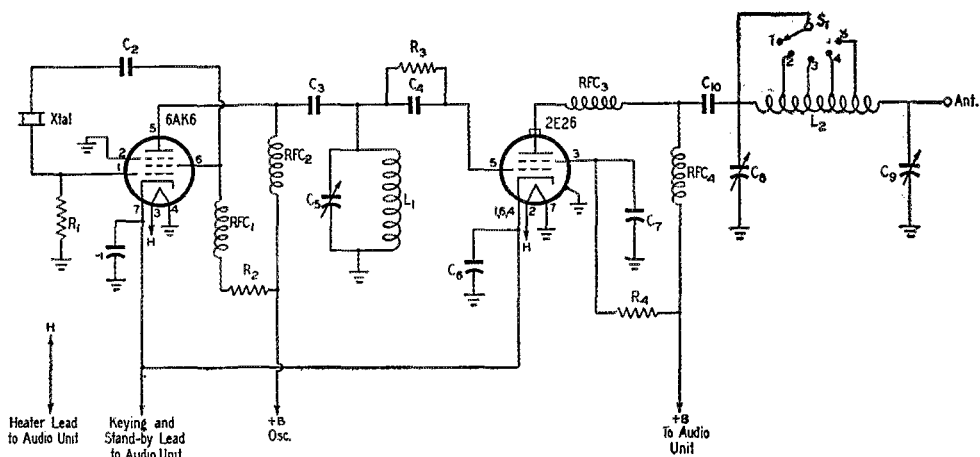 C2
Xtal
R1
6AK6
5
2
1
6
7
3
4
H
RFC1
R2
RFC2
C3
C5
L1
R3
C4
2E26
5
3
1,6,4
2
7
H
C6
RFC3
C7
R4
RFC4
C10
S1
1
2
3
4
L2
C8
C9
Ant.
H
Heater Lead
to Audio Unit
Keying and
Stand-by Lead
to Audio Unit
+B
Osc.
+B
To Audio
Unit